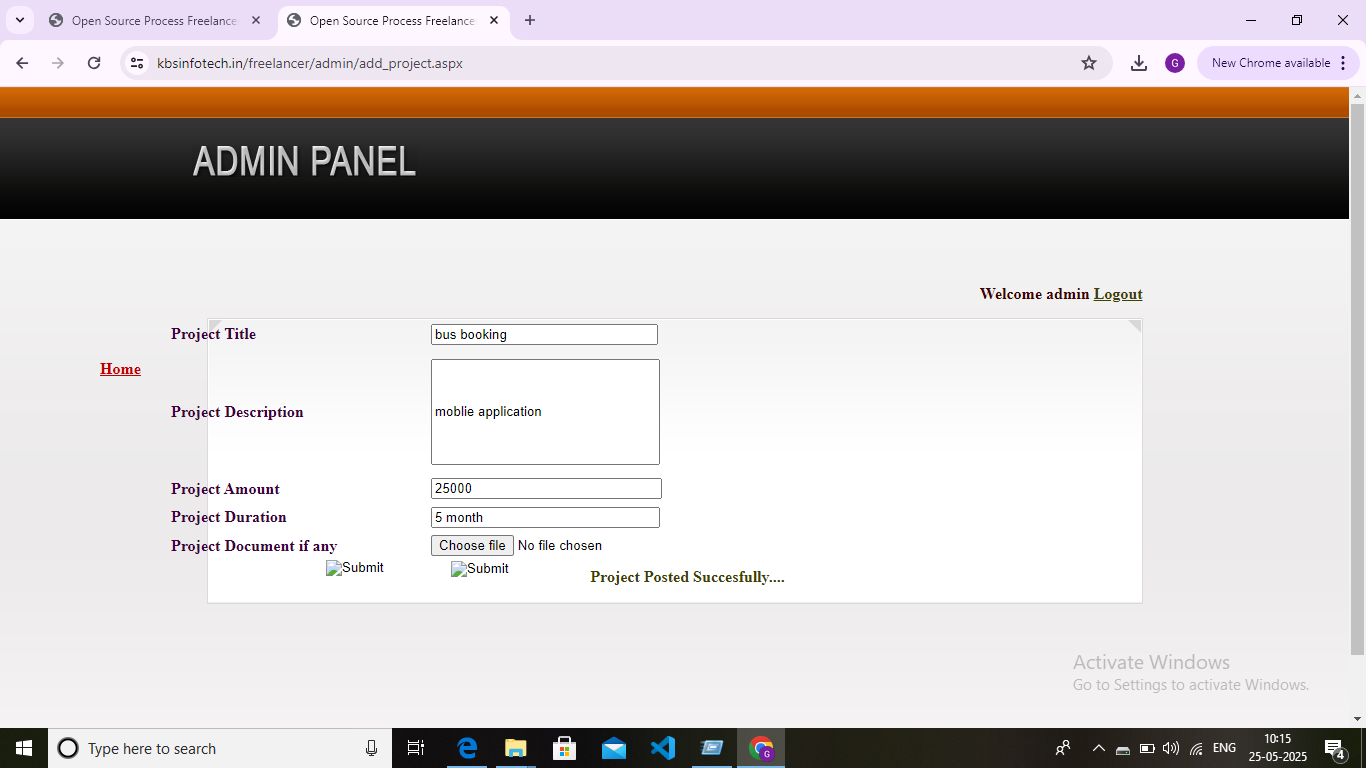 Open Source Process Freelance
Open Source Process Freelance
kbsinfotech.in/freelancer/admin/add_project.aspx
G
New Chrome available
ADMIN PANEL
Welcome admin Logout
Project Title
bus booking
Home
Project Description
moblie application
Project Amount
25000
Project Duration
5 month
Project Document if any
Choose file No file chosen
Submit
Submit
Project Posted Succesfully....
Activate Windows
Go to Settings to activate Windows.
Type here to search
G
ENG
10:15
25-05-2025
4